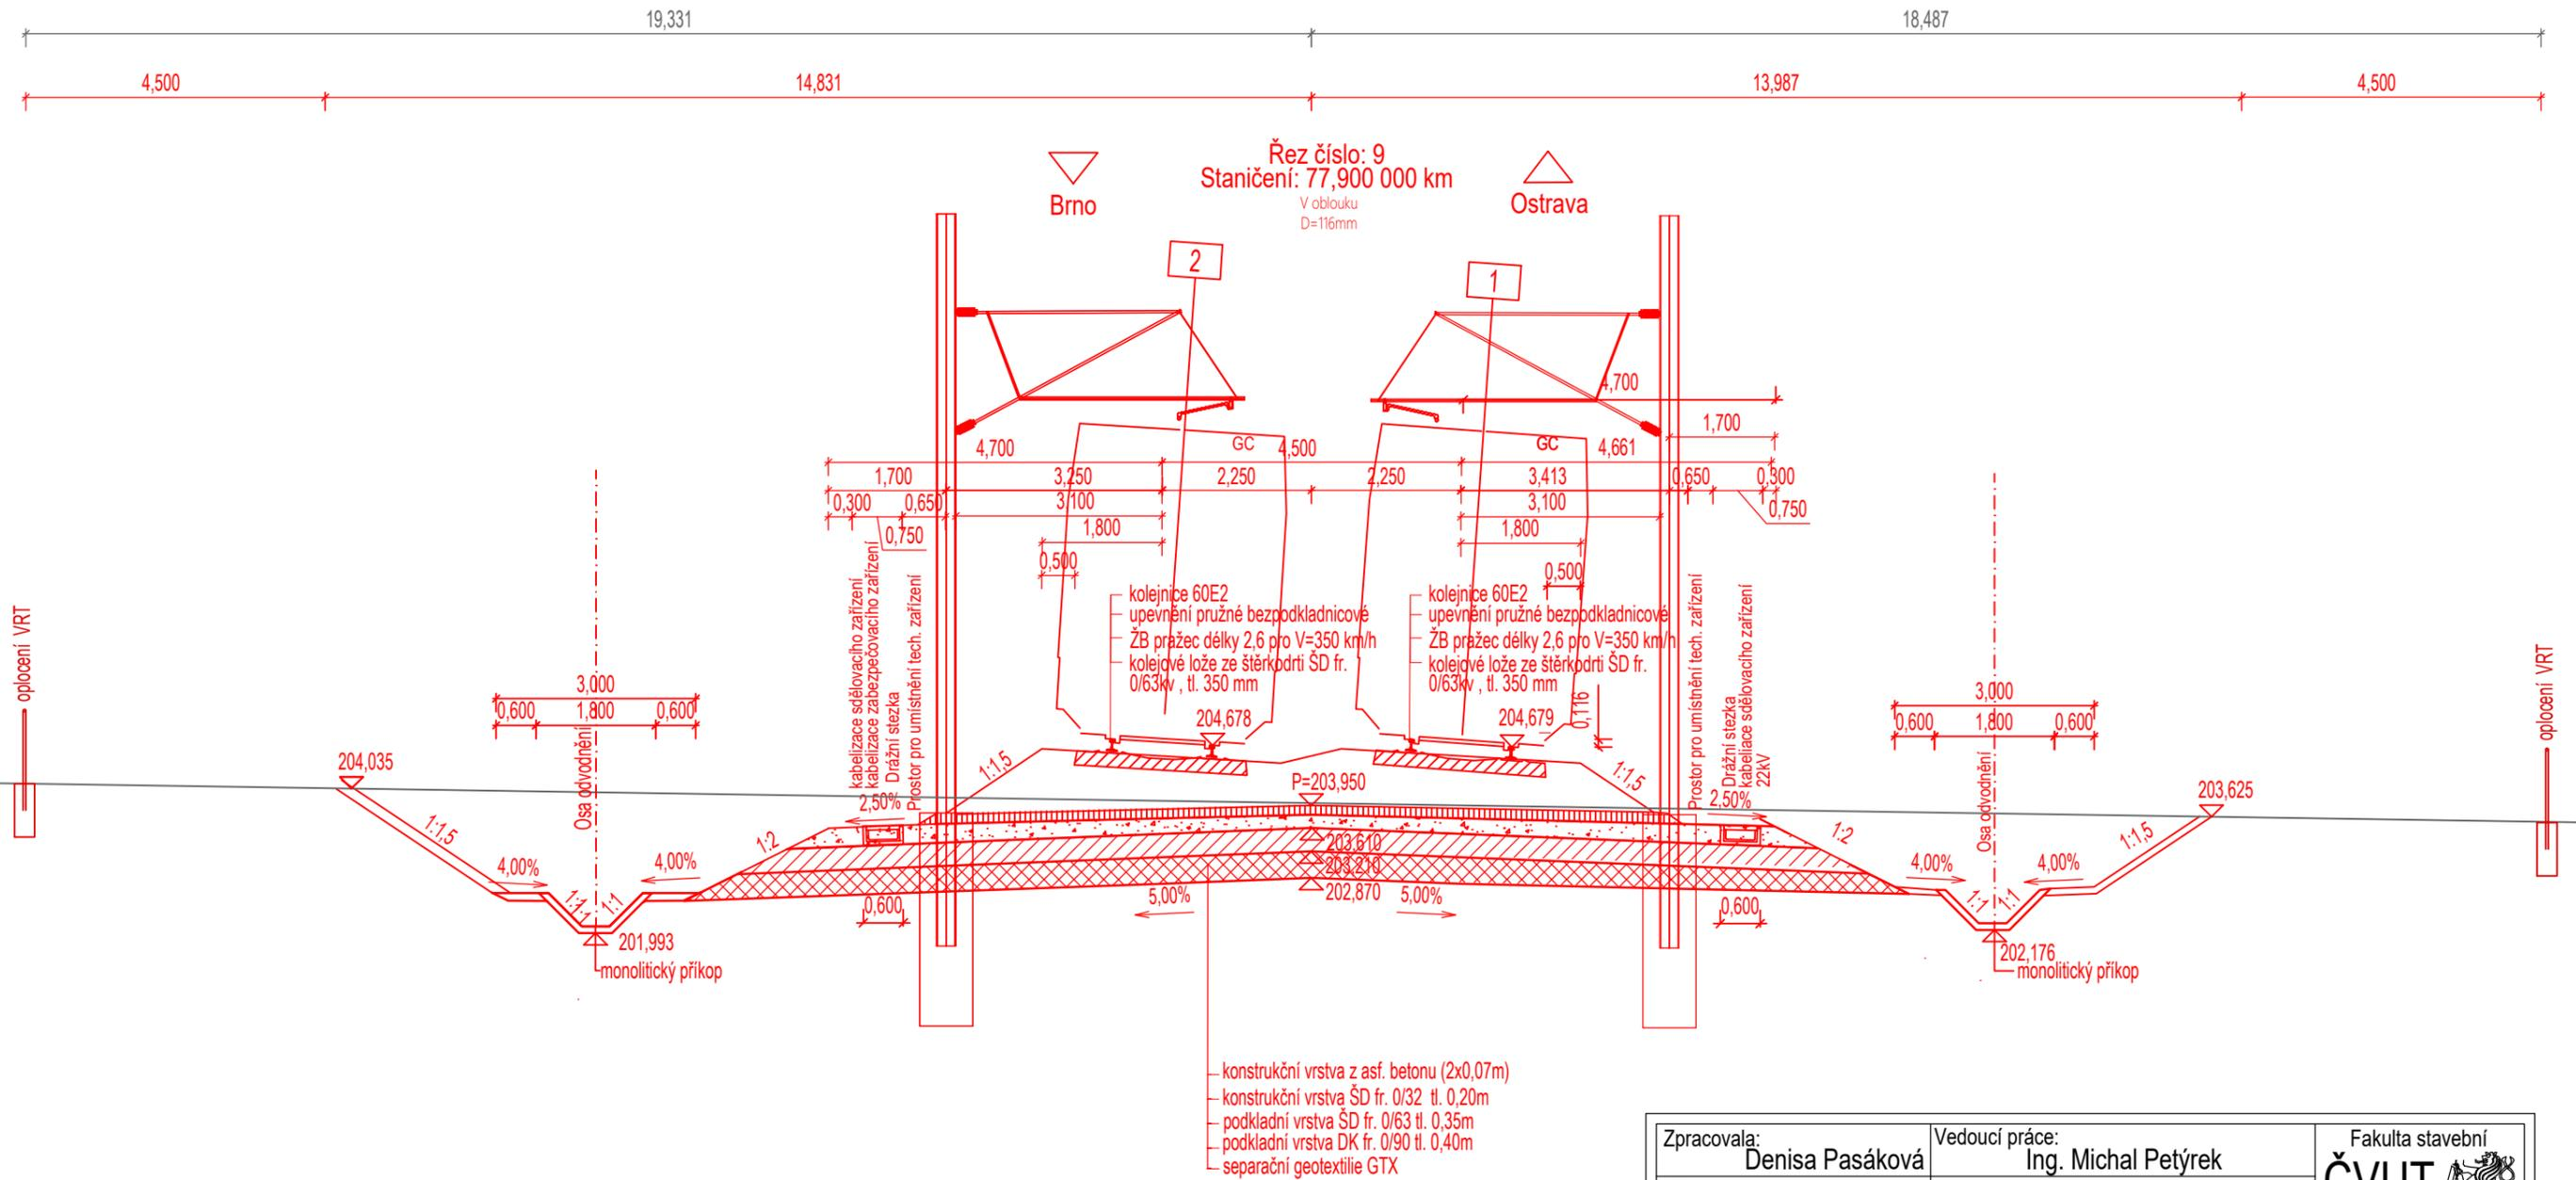 19,331
18,487
4,500
14,831
13,987
4,500
Řez číslo: 9
Staničení: 77,900 000 km
V oblouku
D=116mm
Brno
Ostrava
2
1
4,700
1,700
GC
GC
4,700
4,500
4,661
1,700
3,250
2,250
2,250
3,413
0,650
0,300
0,300
0,650
3,100
3,100
0,750
0,750
1,800
1,800
0,500
0,500
kolejnice 60E2
upevnění pružné bezpodkladnicové
ŽB pražec délky 2,6 pro V=350 km/h
kolejové lože ze štěrkodrti ŠD fr.
0/63kv , tl. 350 mm
kolejnice 60E2
upevnění pružné bezpodkladnicové
ŽB pražec délky 2,6 pro V=350 km/h
kolejové lože ze štěrkodrti ŠD fr.
0/63kv , tl. 350 mm
kabelizace sdělovacího zařízení
kabelizace zabezpečovacího zařízení
Drážní stezka
Prostor pro umístnění tech. zařízení
Prostor pro umístnění tech. zařízení
Drážní stezka
kabeliace sdělovacího zařízení
22kV
oplocení VRT
oplocení VRT
3,000
0,600
1,800
0,600
Osa odvodnění
3,000
0,600
1,800
0,600
Osa odvodnění
204,678
204,679
0,116
204,035
203,625
1:1,5
1:1,5
P=203,950
2,50%
2,50%
1:1,5
1:2
1:2
1:1,5
4,00%
4,00%
4,00%
4,00%
1:1
1:1
1:1
1:1
203,610
203,210
202,870
5,00%
5,00%
0,600
0,600
201,993
monolitický příkop
202,176
monolitický příkop
konstrukční vrstva z asf. betonu (2x0,07m)
konstrukční vrstva ŠD fr. 0/32 tl. 0,20m
podkladní vrstva ŠD fr. 0/63 tl. 0,35m
podkladní vrstva DK fr. 0/90 tl. 0,40m
separační geotextilie GTX
Zpracovala:
Denisa Pasáková
Vedoucí práce:
Ing. Michal Petýrek
Fakulta stavební
ČVUT